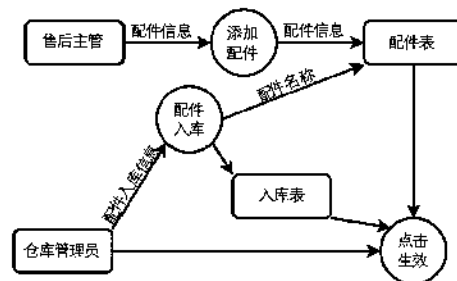 售后主管
配件信息
添加
配件
配件信息
配件表
配件
入库
配件名称
配件入库信息
入库表
仓库管理员
点击
生效